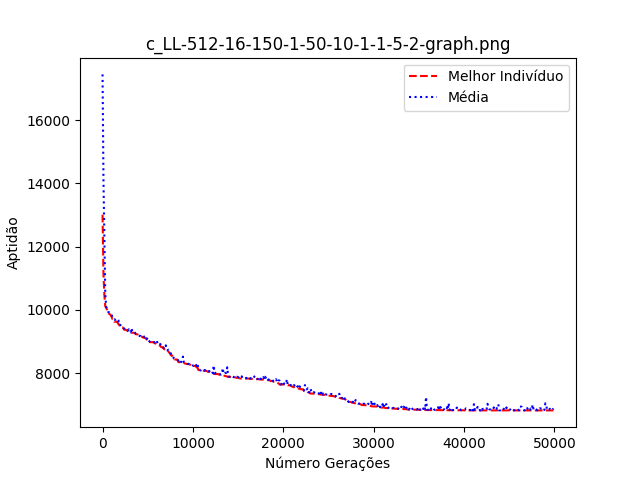 c_LL-512-16-150-1-50-10-1-1-5-2-graph.png
Melhor Indivíduo
Média
16000
14000
12000
10000
8000
Aptidão
0 10000 20000 30000 40000 50000
Número Gerações